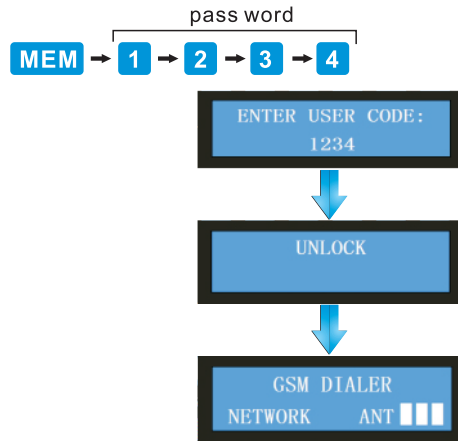 pass word
MEM 1 2 3 4
ENTER USER CODE:
1234
UNLOCK
GSM DIALER
NETWORK ANT